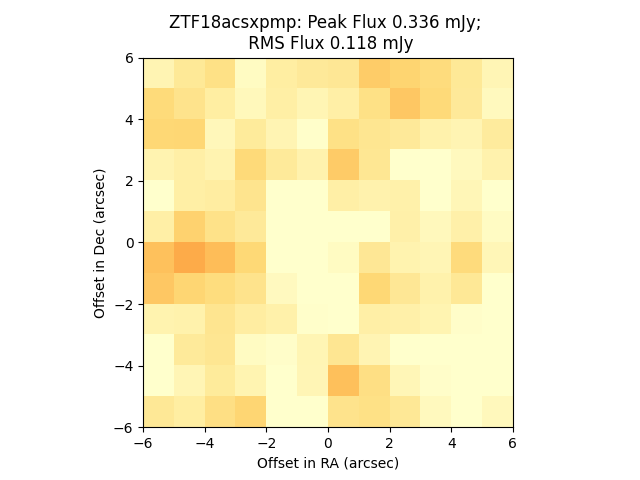 ZTF18acsxpmp: Peak Flux 0.336 mJy;
RMS Flux 0.118 mJy
6
4
2
0
−2
−4
−6
Offset in Dec (arcsec)
−6 −4 −2 0 2 4 6
Offset in RA (arcsec)